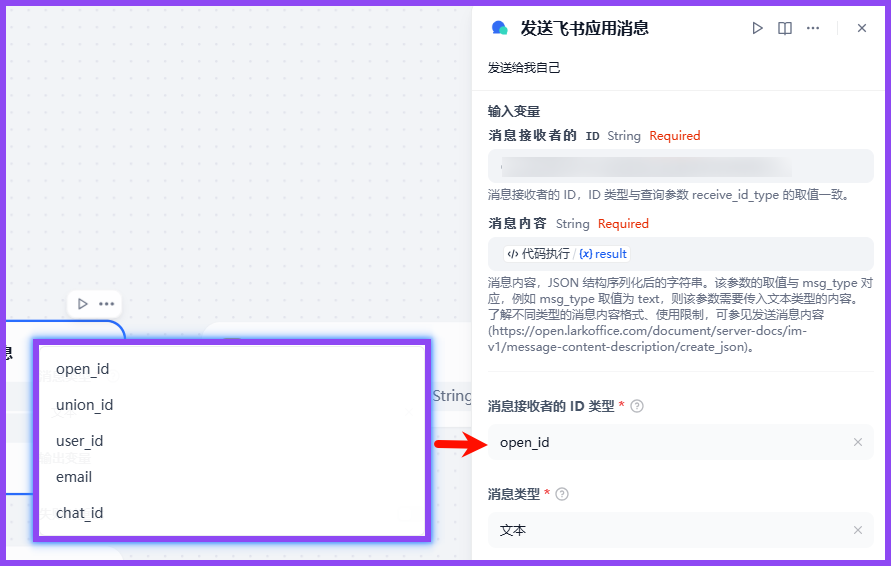 发送飞书应用消息
发送给我自己
输入变量
消息接收者的 ID String Required
消息接收者的 ID，ID 类型与查询参数 receive_id_type 的取值一致。
消息内容 String Required
代码执行 / {x} result
消息内容，JSON 结构序列化后的字符串。该参数的取值与 msg_type 对
应，例如 msg_type 取值为 text，则该参数需要传入文本类型的内容。
了解不同类型的消息内容格式、使用限制，可参见发送消息内容
(https://open.larkoffice.com/document/server-docs/im-
v1/message-content-description/create_json)。
消息接收者的 ID 类型 *
open_id
消息类型 *
文本
息
String
open_id
union_id
user_id
email
chat_id
输出变量